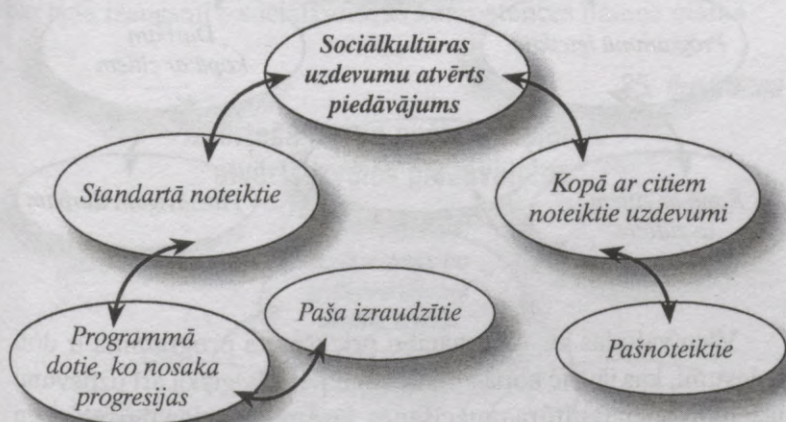 Sociālkultūras
uzdevumu atvērts
piedāvājums
Standartā noteiktie
Kopā ar citiem
noteiktie uzdevumi
Programmā
dotie, ko nosaka
progresijas
Paša izraudzītie
Pašnoteiktie